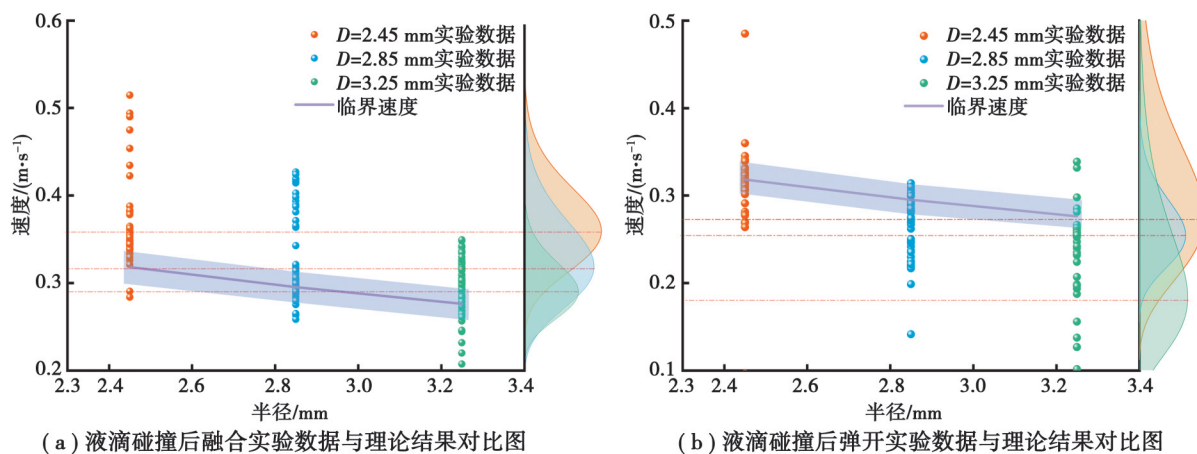 0.6
0.5
0.4
0.3
0.2
速度/(m·s⁻¹)
D=2.45 mm实验数据
D=2.85 mm实验数据
D=3.25 mm实验数据
临界速度
2.3 2.4 2.6 2.8 3.0 3.2 3.4
半径/mm
(a)液滴碰撞后融合实验数据与理论结果对比图
0.5
0.4
0.3
0.2
0.1
速度/(m·s⁻¹)
D=2.45 mm实验数据
D=2.85 mm实验数据
D=3.25 mm实验数据
临界速度
2.3 2.4 2.6 2.8 3.0 3.2 3.4
半径/mm
(b)液滴碰撞后弹开实验数据与理论结果对比图